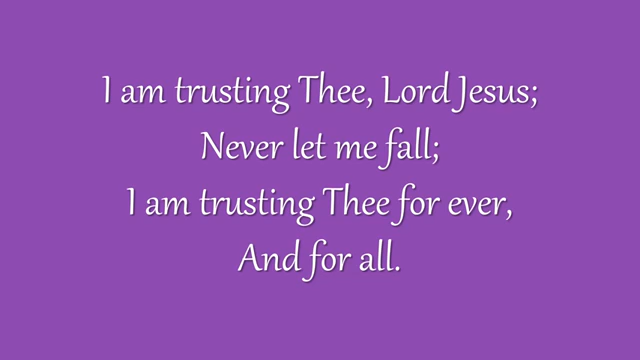 I am trusting Thee, Lord Jesus;
Never let me fall;
I am trusting Thee for ever,
And for all.